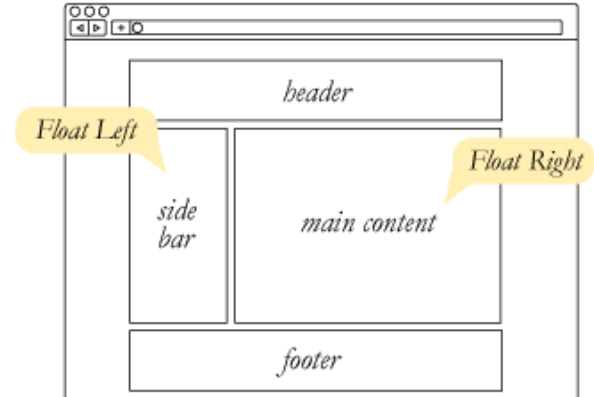 header
Float Left
Float Right
side
bar
main content
footer